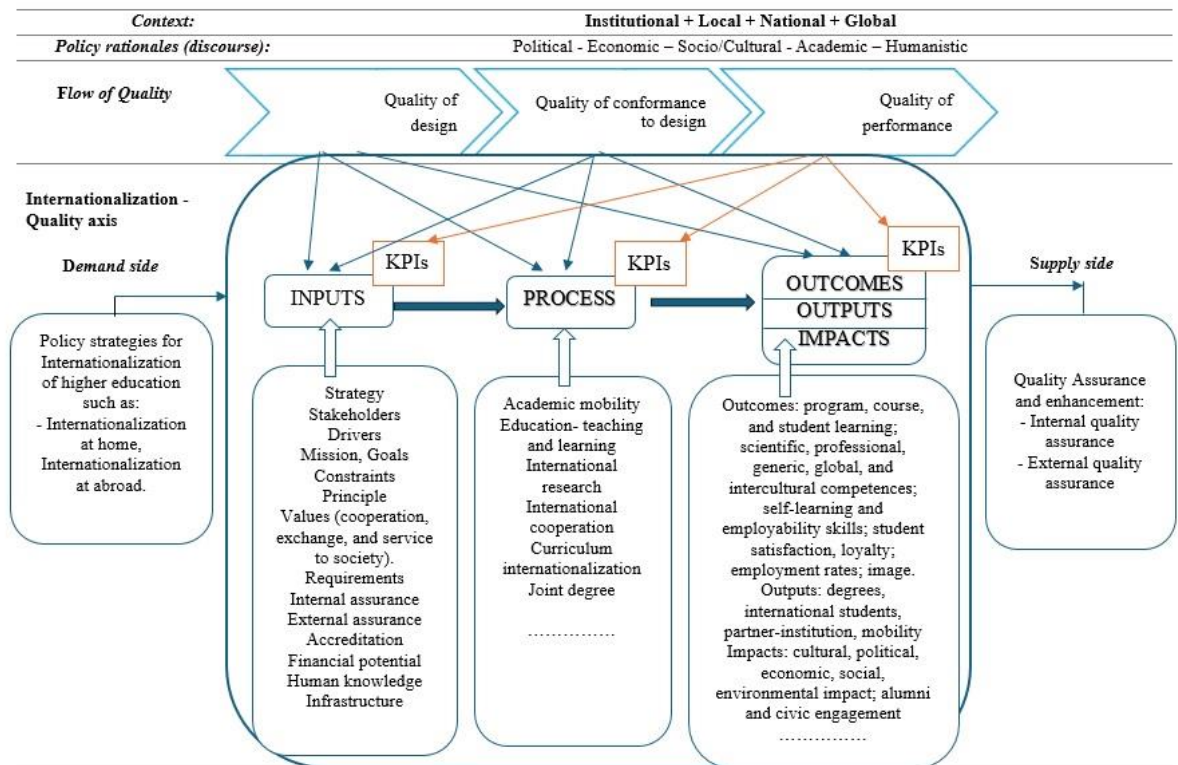 Context:
Institutional + Local + National + Global
Policy rationales (discourse):
Political - Economic – Socio/Cultural - Academic – Humanistic
Flow of Quality
Quality of
design
Quality of conformance
to design
Quality of
performance
Internationalization -
Quality axis
Demand side
Supply side
KPIs
KPIs
KPIs
INPUTS
PROCESS
OUTCOMES
OUTPUTS
IMPACTS
Policy strategies for
Internationalization
of higher education
such as:
- Internationalization
at home,
Internationalization
at abroad.
Strategy
Stakeholders
Drivers
Mission, Goals
Constraints
Principle
Values (cooperation,
exchange, and service
to society).
Requirements
Internal assurance
External assurance
Accreditation
Financial potential
Human knowledge
Infrastructure
Academic mobility
Education- teaching
and learning
International
research
International
cooperation
Curriculum
internationalization
Joint degree
……………
Outcomes: program, course,
and student learning;
scientific, professional,
generic, global, and
intercultural competences;
self-learning and
employability skills; student
satisfaction, loyalty;
employment rates; image.
Outputs: degrees,
international students,
partner-institution, mobility
Impacts: cultural, political,
economic, social,
environmental impact; alumni
and civic engagement
……………
Quality Assurance
and enhancement:
- Internal quality
assurance
- External quality
assurance